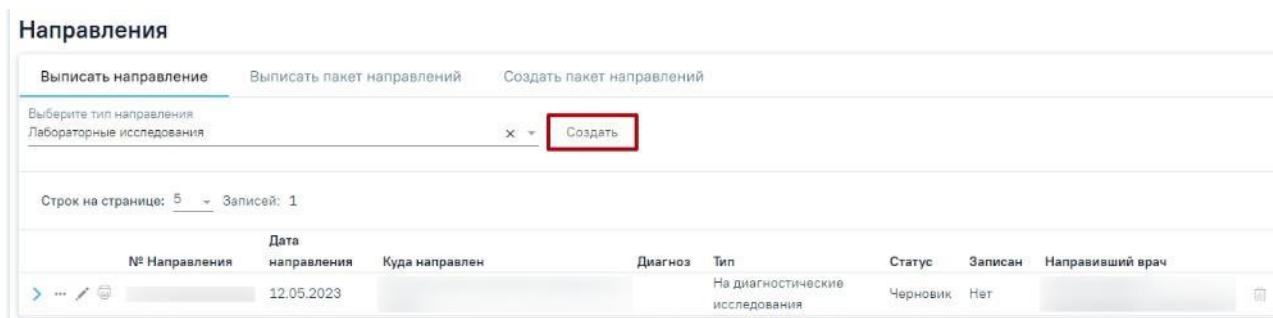 Направления
Выписать направление Выписать пакет направлений Создать пакет направлений
Выберите тип направления
Лабораторные исследования Создать
Строк на странице: 5 Записей: 1
№ Направления Дата направления Куда направлен Диагноз Тип Статус Записан Направивший врач
12.05.2023 На диагностические исследования Черновик Нет